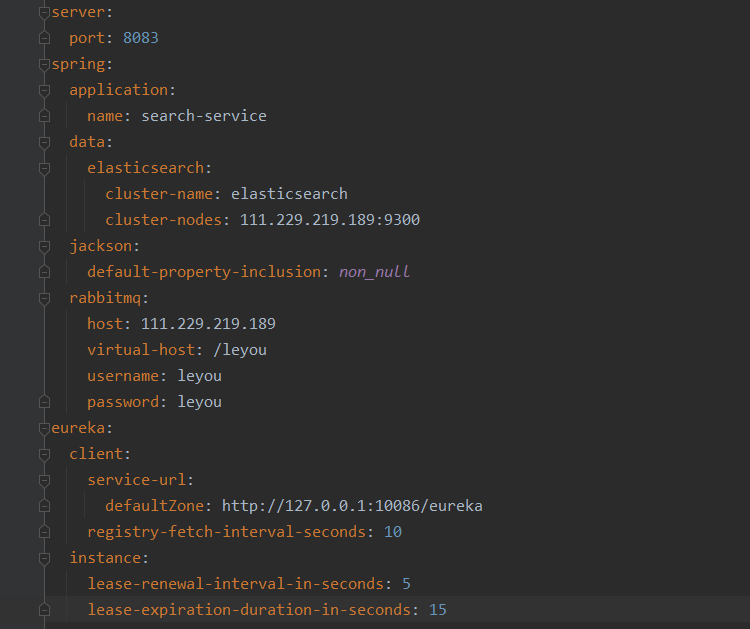 server:
  port: 8083
spring:
  application:
    name: search-service
  data:
    elasticsearch:
      cluster-name: elasticsearch
      cluster-nodes: 111.229.219.189:9300
  jackson:
    default-property-inclusion: non_null
  rabbitmq:
    host: 111.229.219.189
    virtual-host: /leyou
    username: leyou
    password: leyou
eureka:
  client:
    service-url:
      defaultZone: http://127.0.0.1:10086/eureka
    registry-fetch-interval-seconds: 10
  instance:
    lease-renewal-interval-in-seconds: 5
    lease-expiration-duration-in-seconds: 15